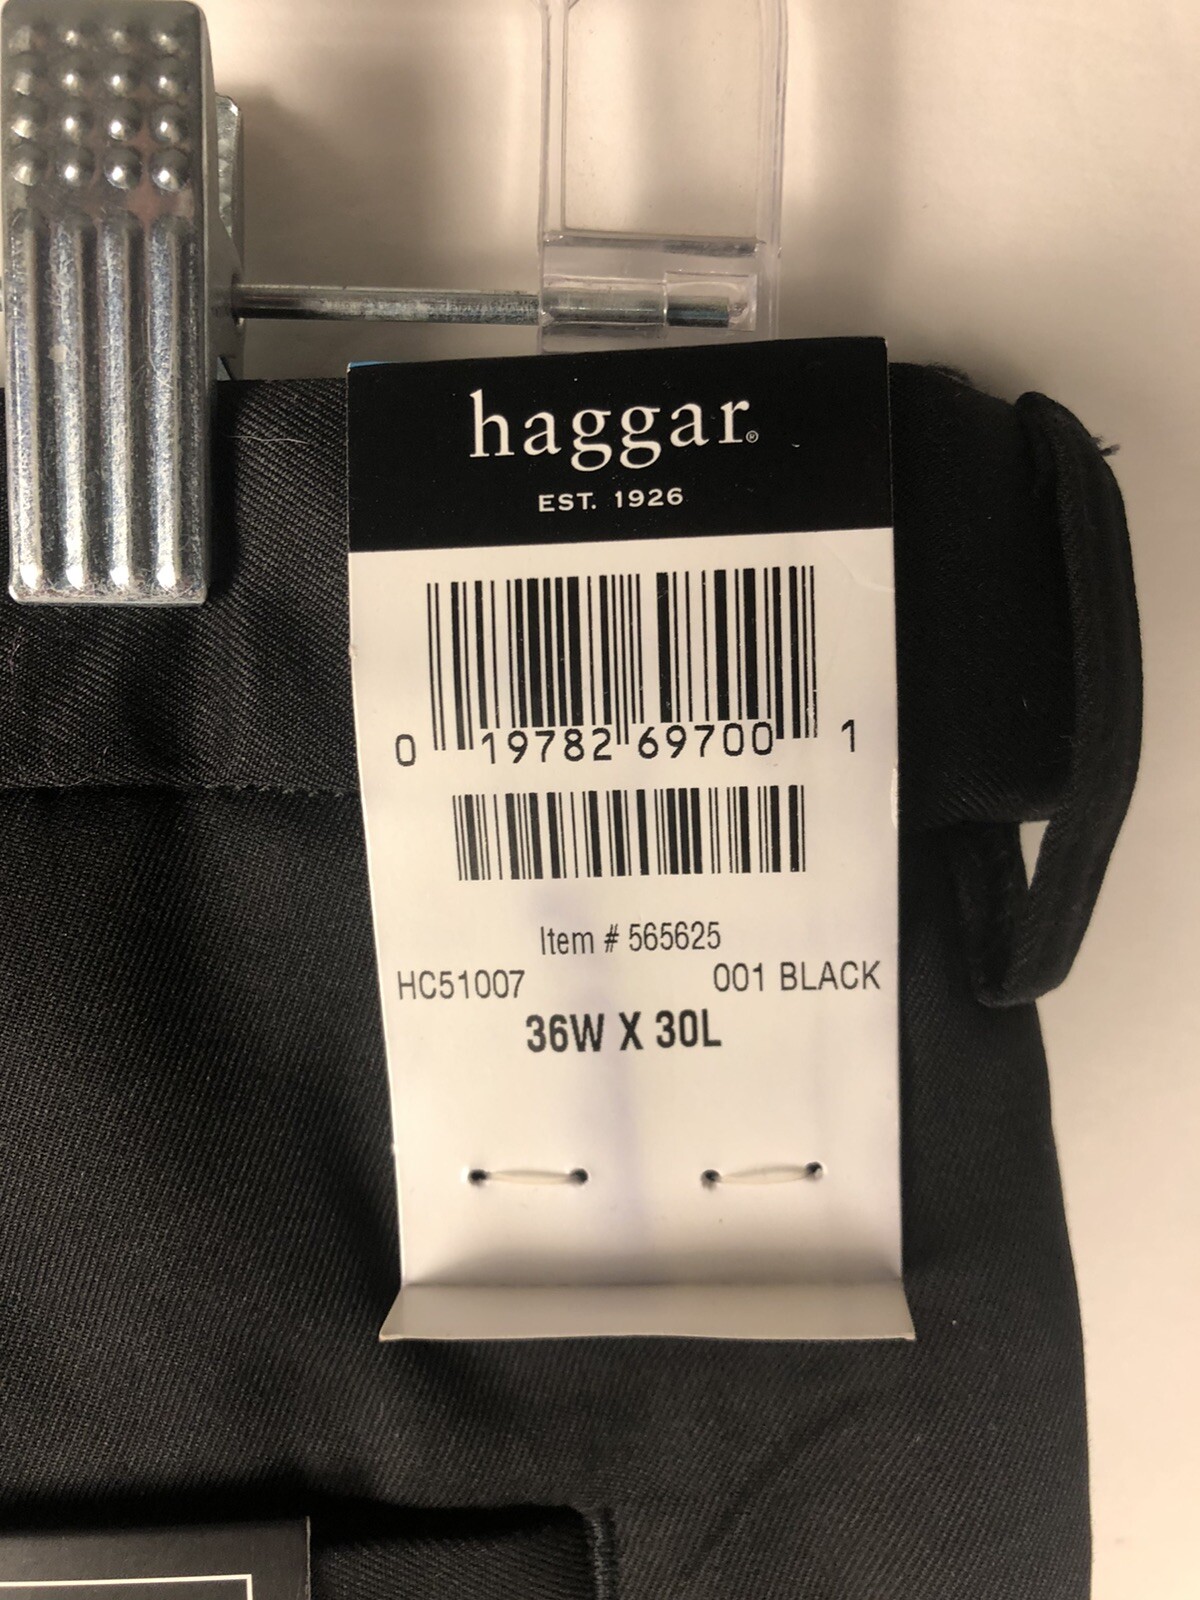 haggar®
EST. 1926
0 19782 69700 1
Item # 565625
HC51007 001 BLACK
36W X 30L